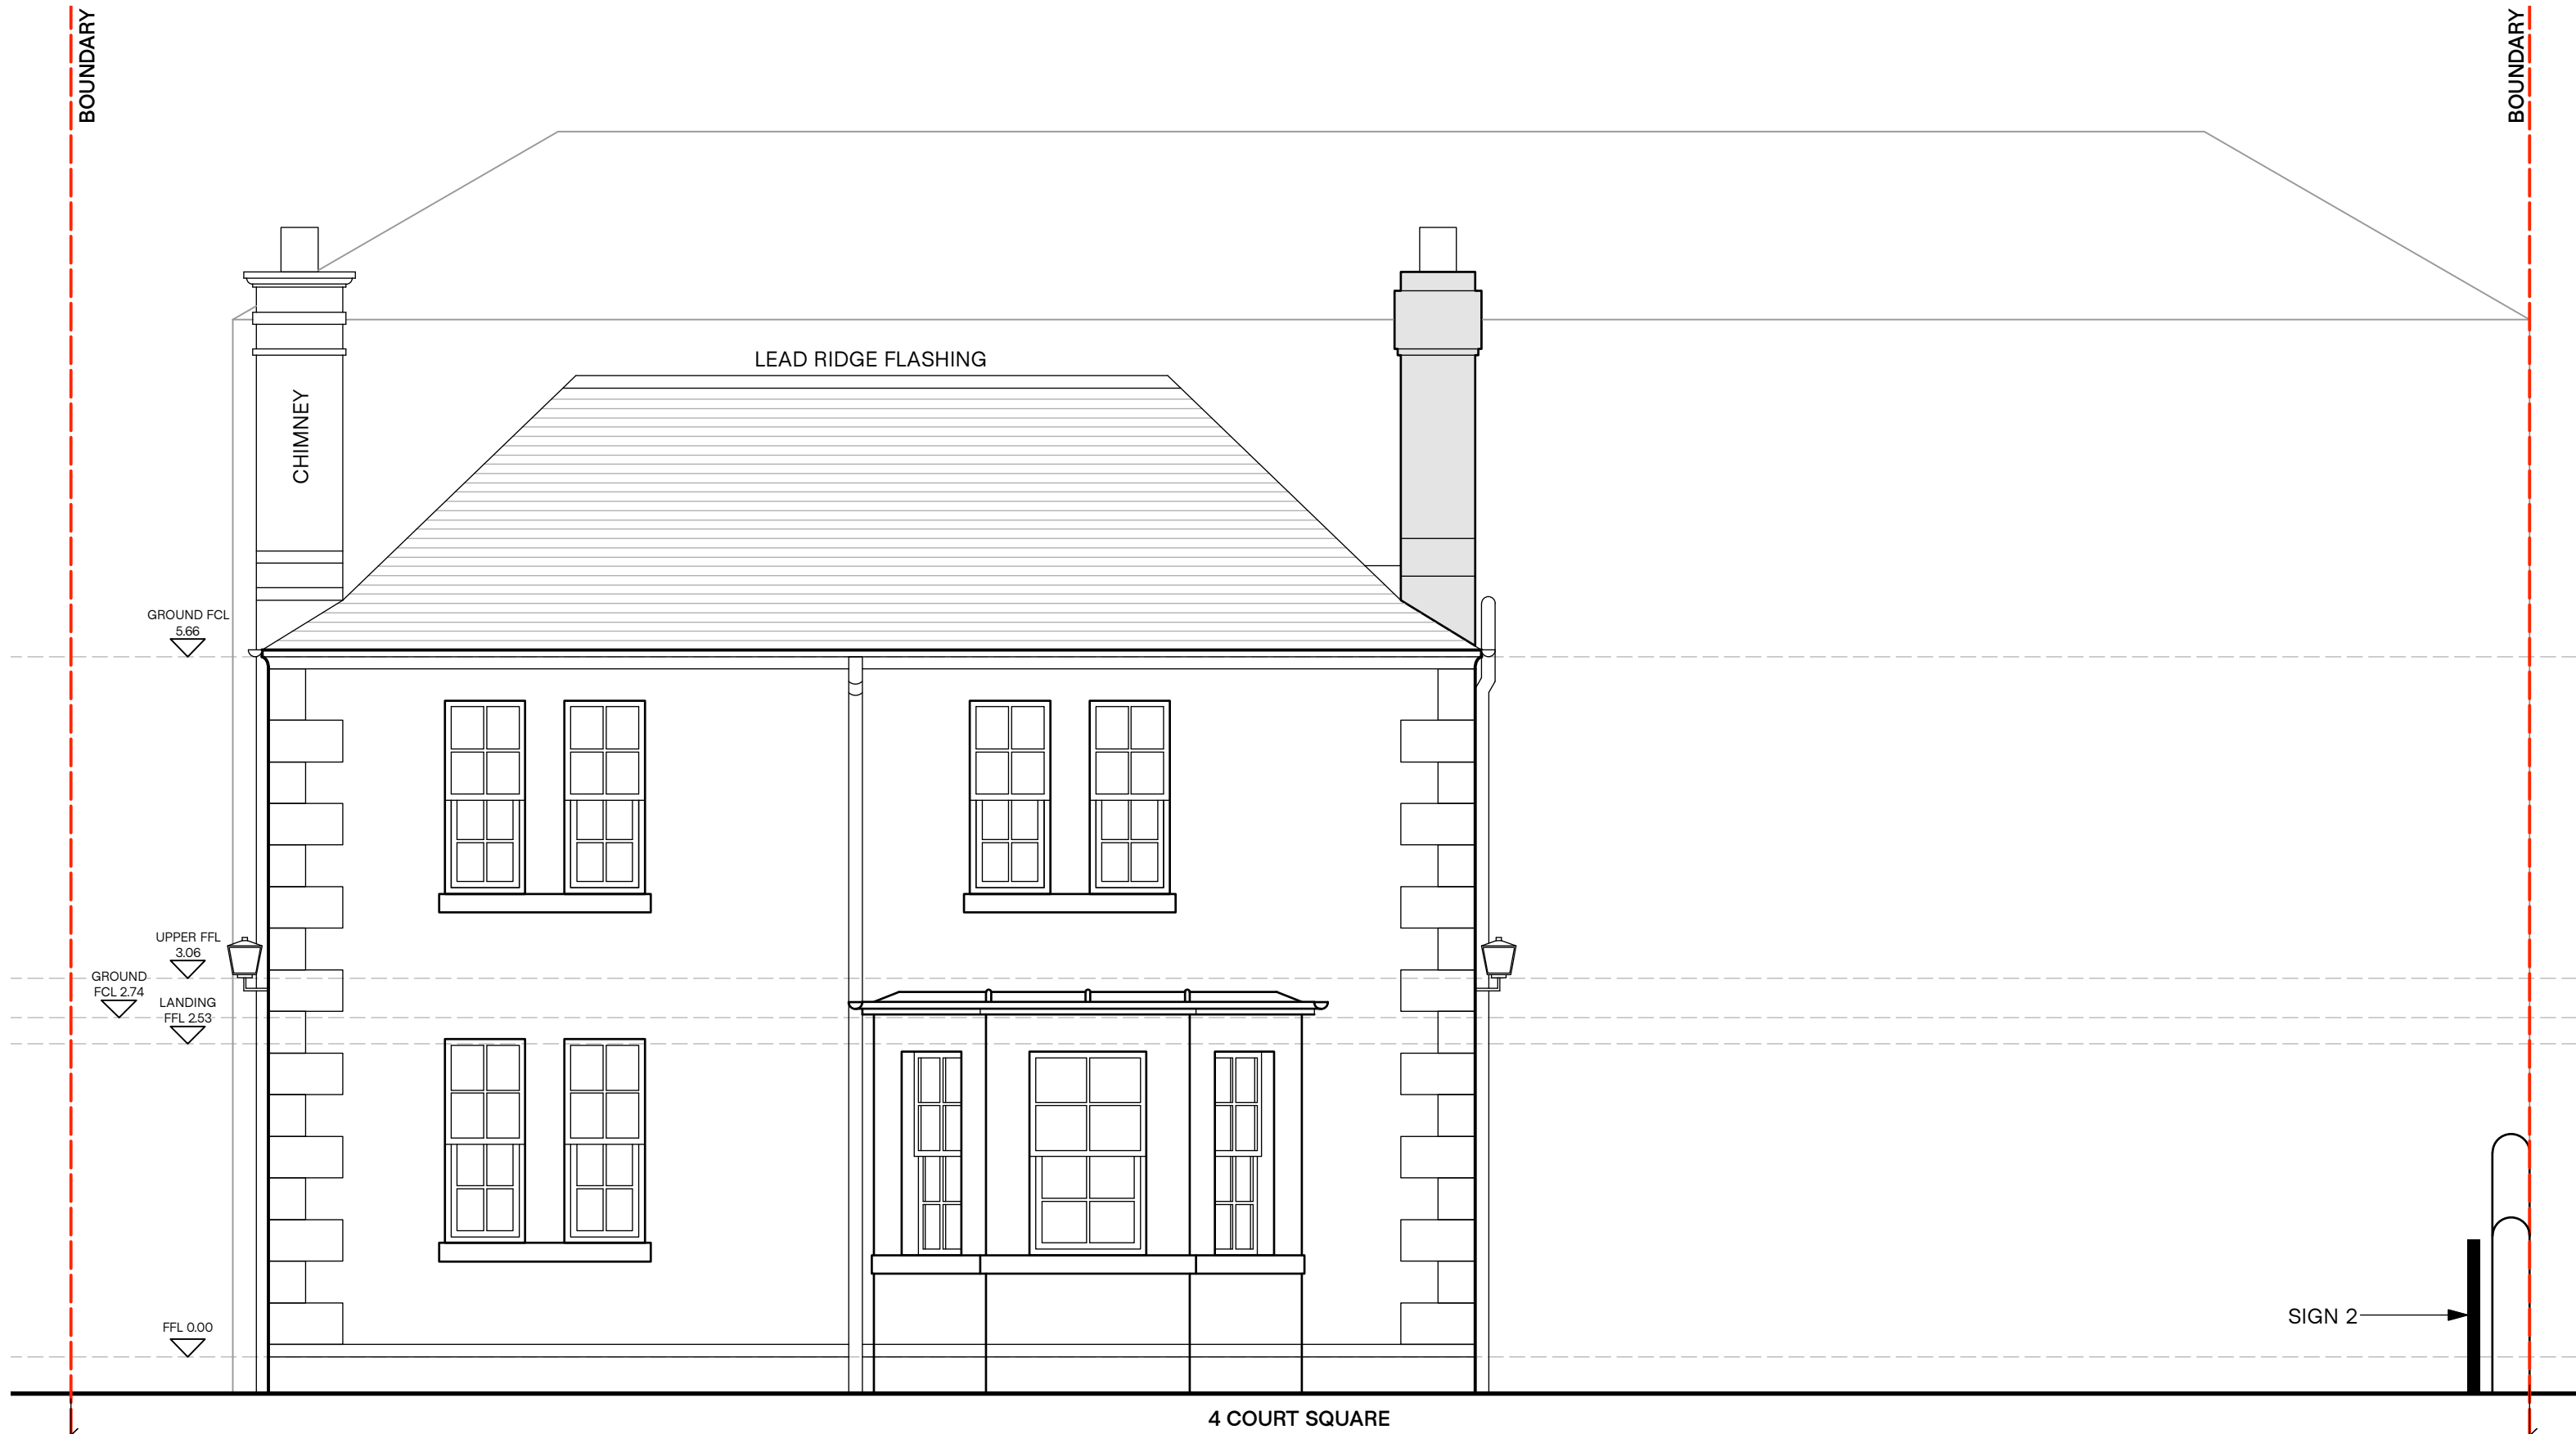 BOUNDARY
BOUNDARY
LEAD RIDGE FLASHING
CHIMNEY
GROUND FCL
5.66
UPPER FFL
3.06
GROUND
FCL 2.74
LANDING
FFL 2.53
FFL 0.00
SIGN 2
4 COURT SQUARE